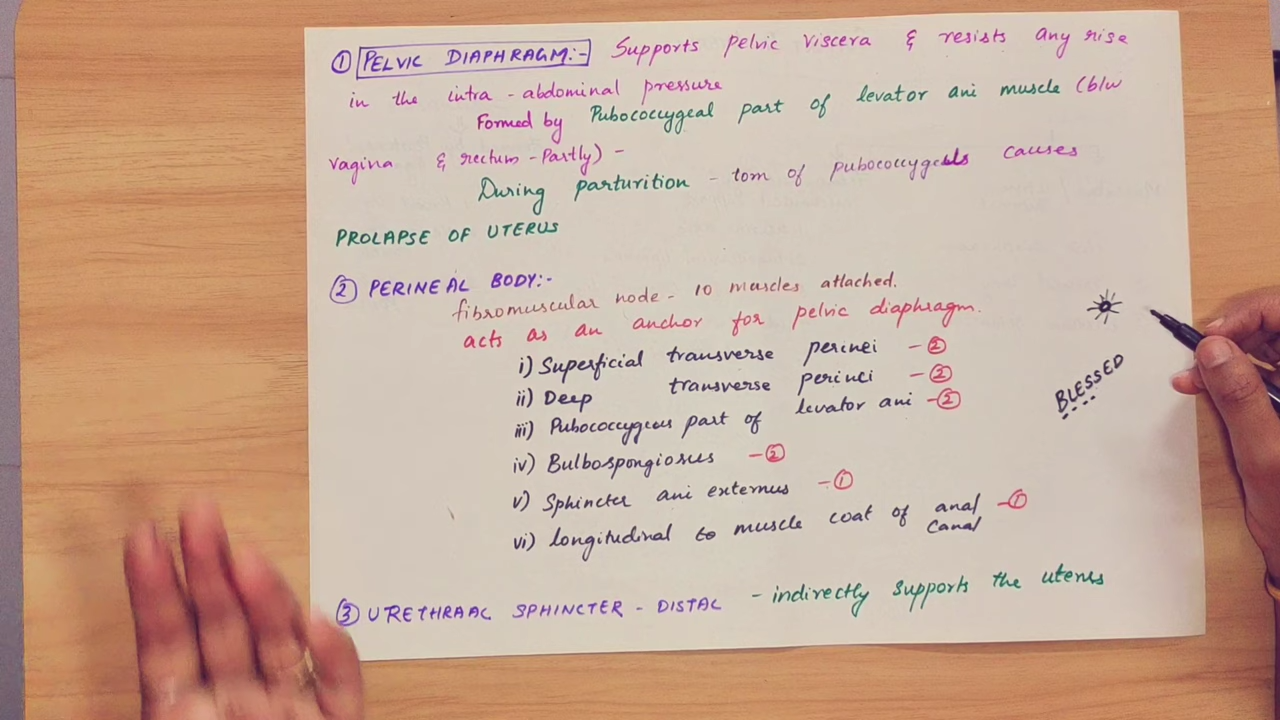 ① PELVIC DIAPHRAGM:- Supports pelvic viscera & resists any rise
in the intra-abdominal pressure
Formed by Pubococcygeal part of levator ani muscle (b/w
vagina & rectum - Partly) -
During parturition - torn of pubococcygeus causes
PROLAPSE OF UTERUS
② PERINEAL BODY:-
fibromuscular node - 10 muscles attached.
acts as an anchor for pelvic diaphragm.
i) Superficial transverse perinei - ②
ii) Deep transverse perinei - ②
iii) Pubococcygeus part of levator ani - ②
iv) Bulbospongiosus - ②
v) Sphincter ani externus - ①
vi) longitudinal to muscle coat of anal canal - ①
BLESSED
③ URETHRAAL SPHINCTER - DISTAL - indirectly supports the uterus